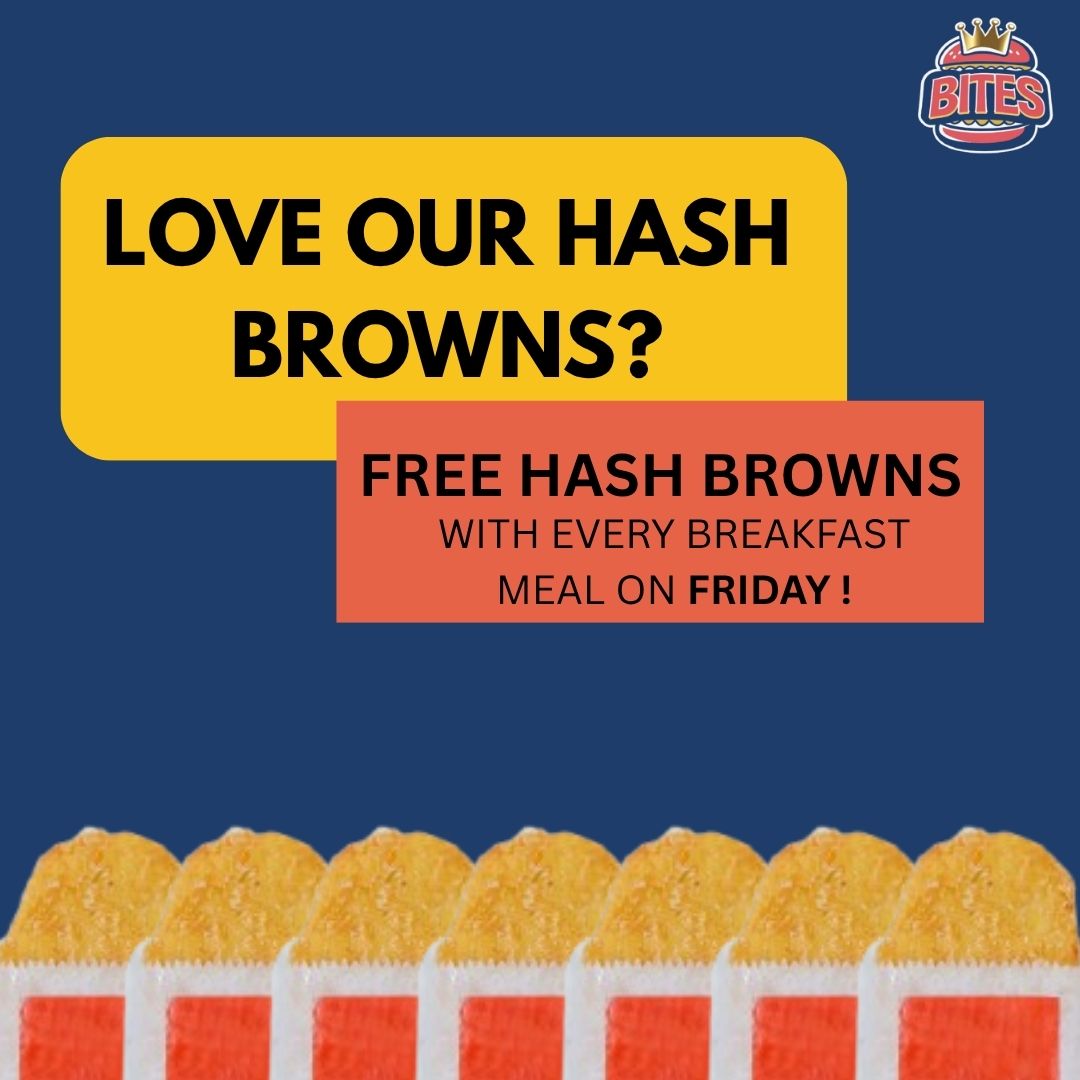 BITES
LOVE OUR HASH
BROWNS?
FREE HASH BROWNS
WITH EVERY BREAKFAST
MEAL ON FRIDAY !